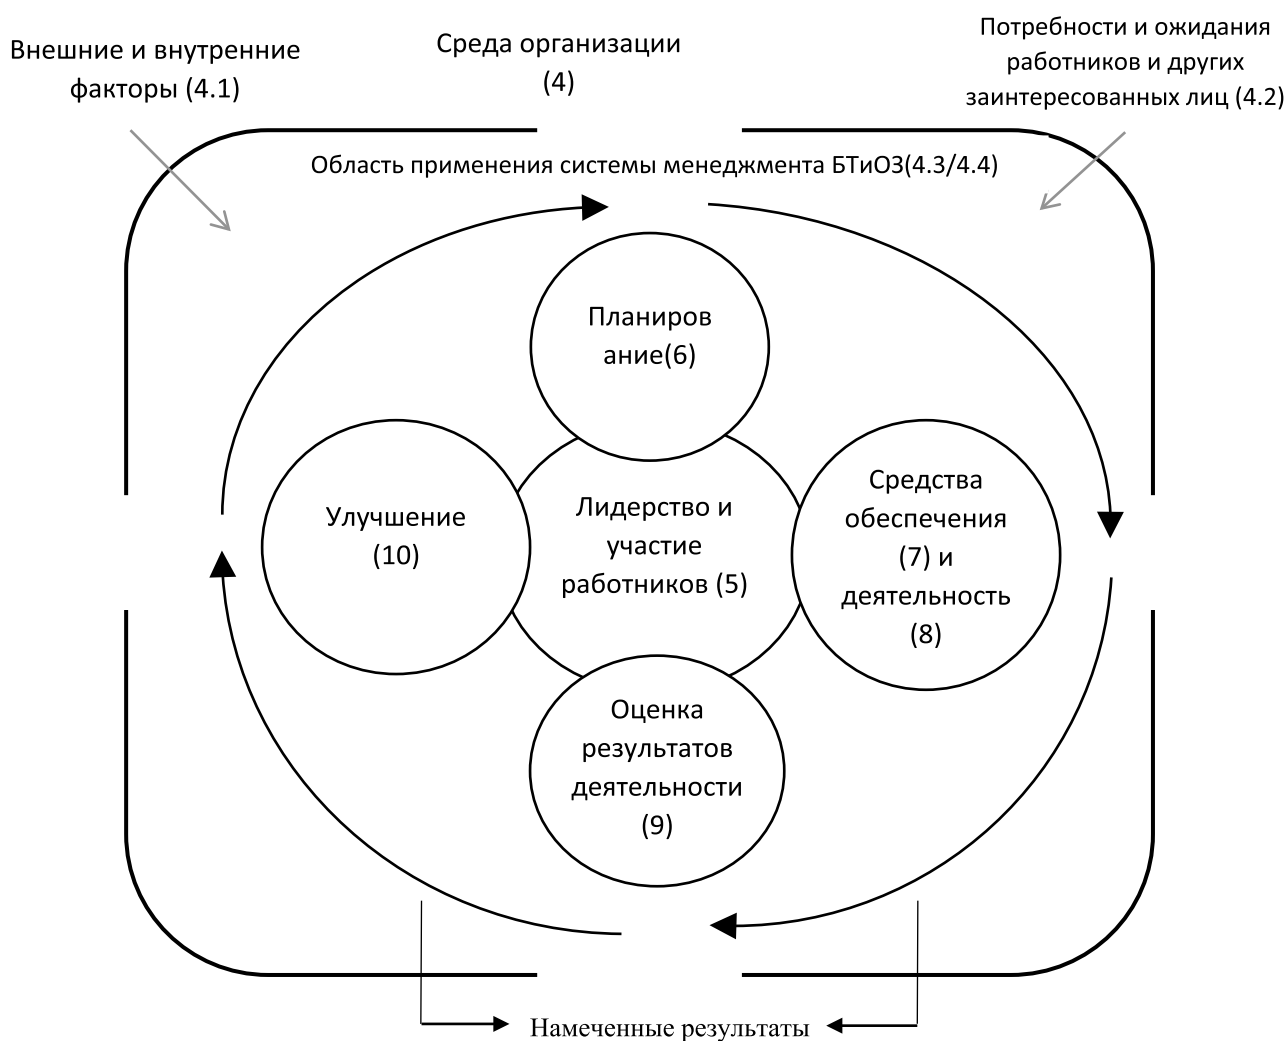 Внешние и внутренние
факторы (4.1)
Среда организации
(4)
Потребности и ожидания
работников и других
заинтересованных лиц (4.2)
Область применения системы менеджмента БТиОЗ(4.3/4.4)
Планиров
ание(6)
Улучшение
(10)
Лидерство и
участие
работников (5)
Средства
обеспечения
(7) и
деятельность
(8)
Оценка
результатов
деятельности
(9)
Намеченные результаты